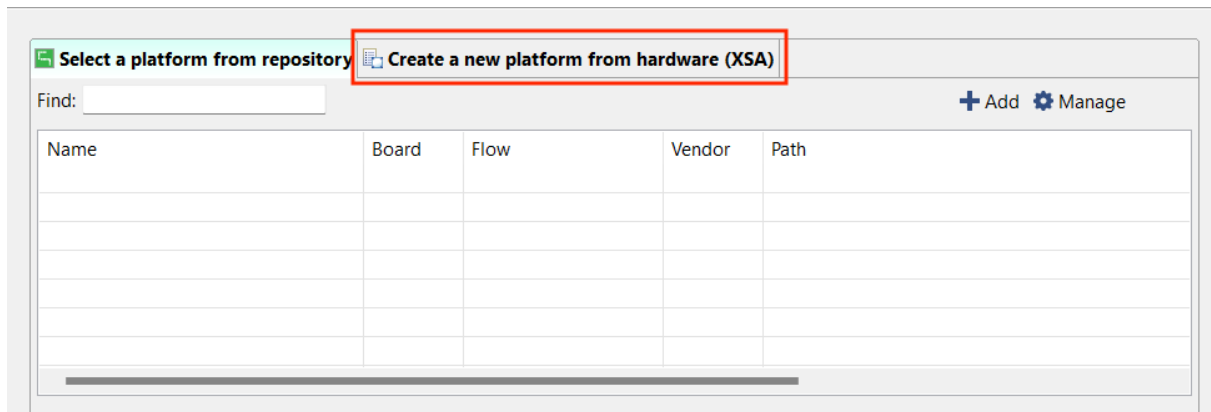 Select a platform from repository Create a new platform from hardware (XSA)
Find: Add Manage
Name Board Flow Vendor Path